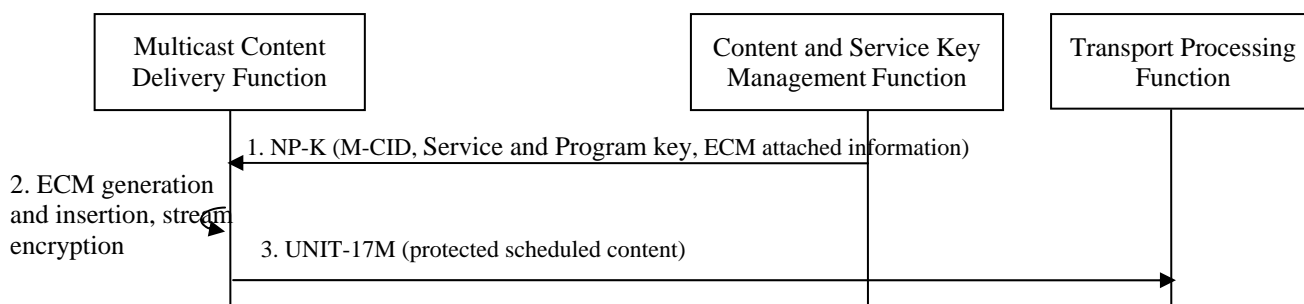 Multicast Content
Delivery Function
Content and Service Key
Management Function
Transport Processing
Function
1. NP-K (M-CID, Service and Program key, ECM attached information)
2. ECM generation
and insertion, stream
encryption
3. UNIT-17M (protected scheduled content)